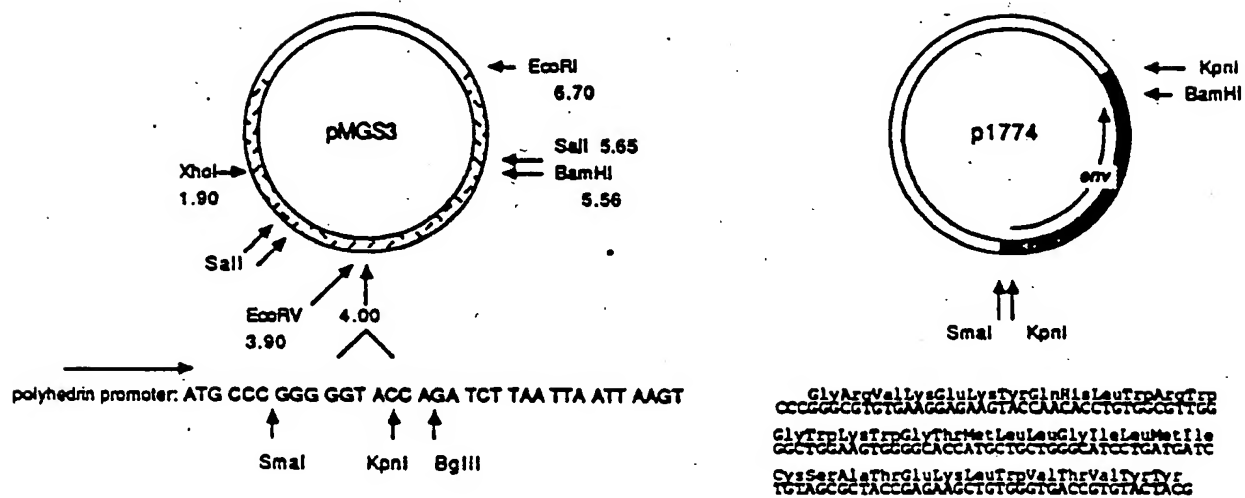 EcoRI
6.70
pMGS3
SalI 5.65
BamHI
5.56
XhoI
1.90
SalI
EcoRV
3.90
4.00
polyhedrin promoter: ATG CCC GGG GGT ACC AGA TCT TAA TTA ATT AAGT
SmaI KpnI BglII
KpnI
BamHI
p1774
env
SmaI KpnI
GlyArgValLysGluLysTyrGlnHisLeuTrpArgTrp
CCCGGGCGTGTGAAGGAGAAGTACCAACACCTGTGGCGTTGG
GlyTrpLysTrpGlyThrMetLeuLeuGlyIleLeuMetIle
GGCTGGAAGTGGGGCACCATGCTGCTGGGCATCCTGATGATC
CysSerAlaThrGluLysLeuTrpValThrValTyrTyr
TGTAGCGCTACCGAGAAGCTGTGGGTGACCGTGTACTACG